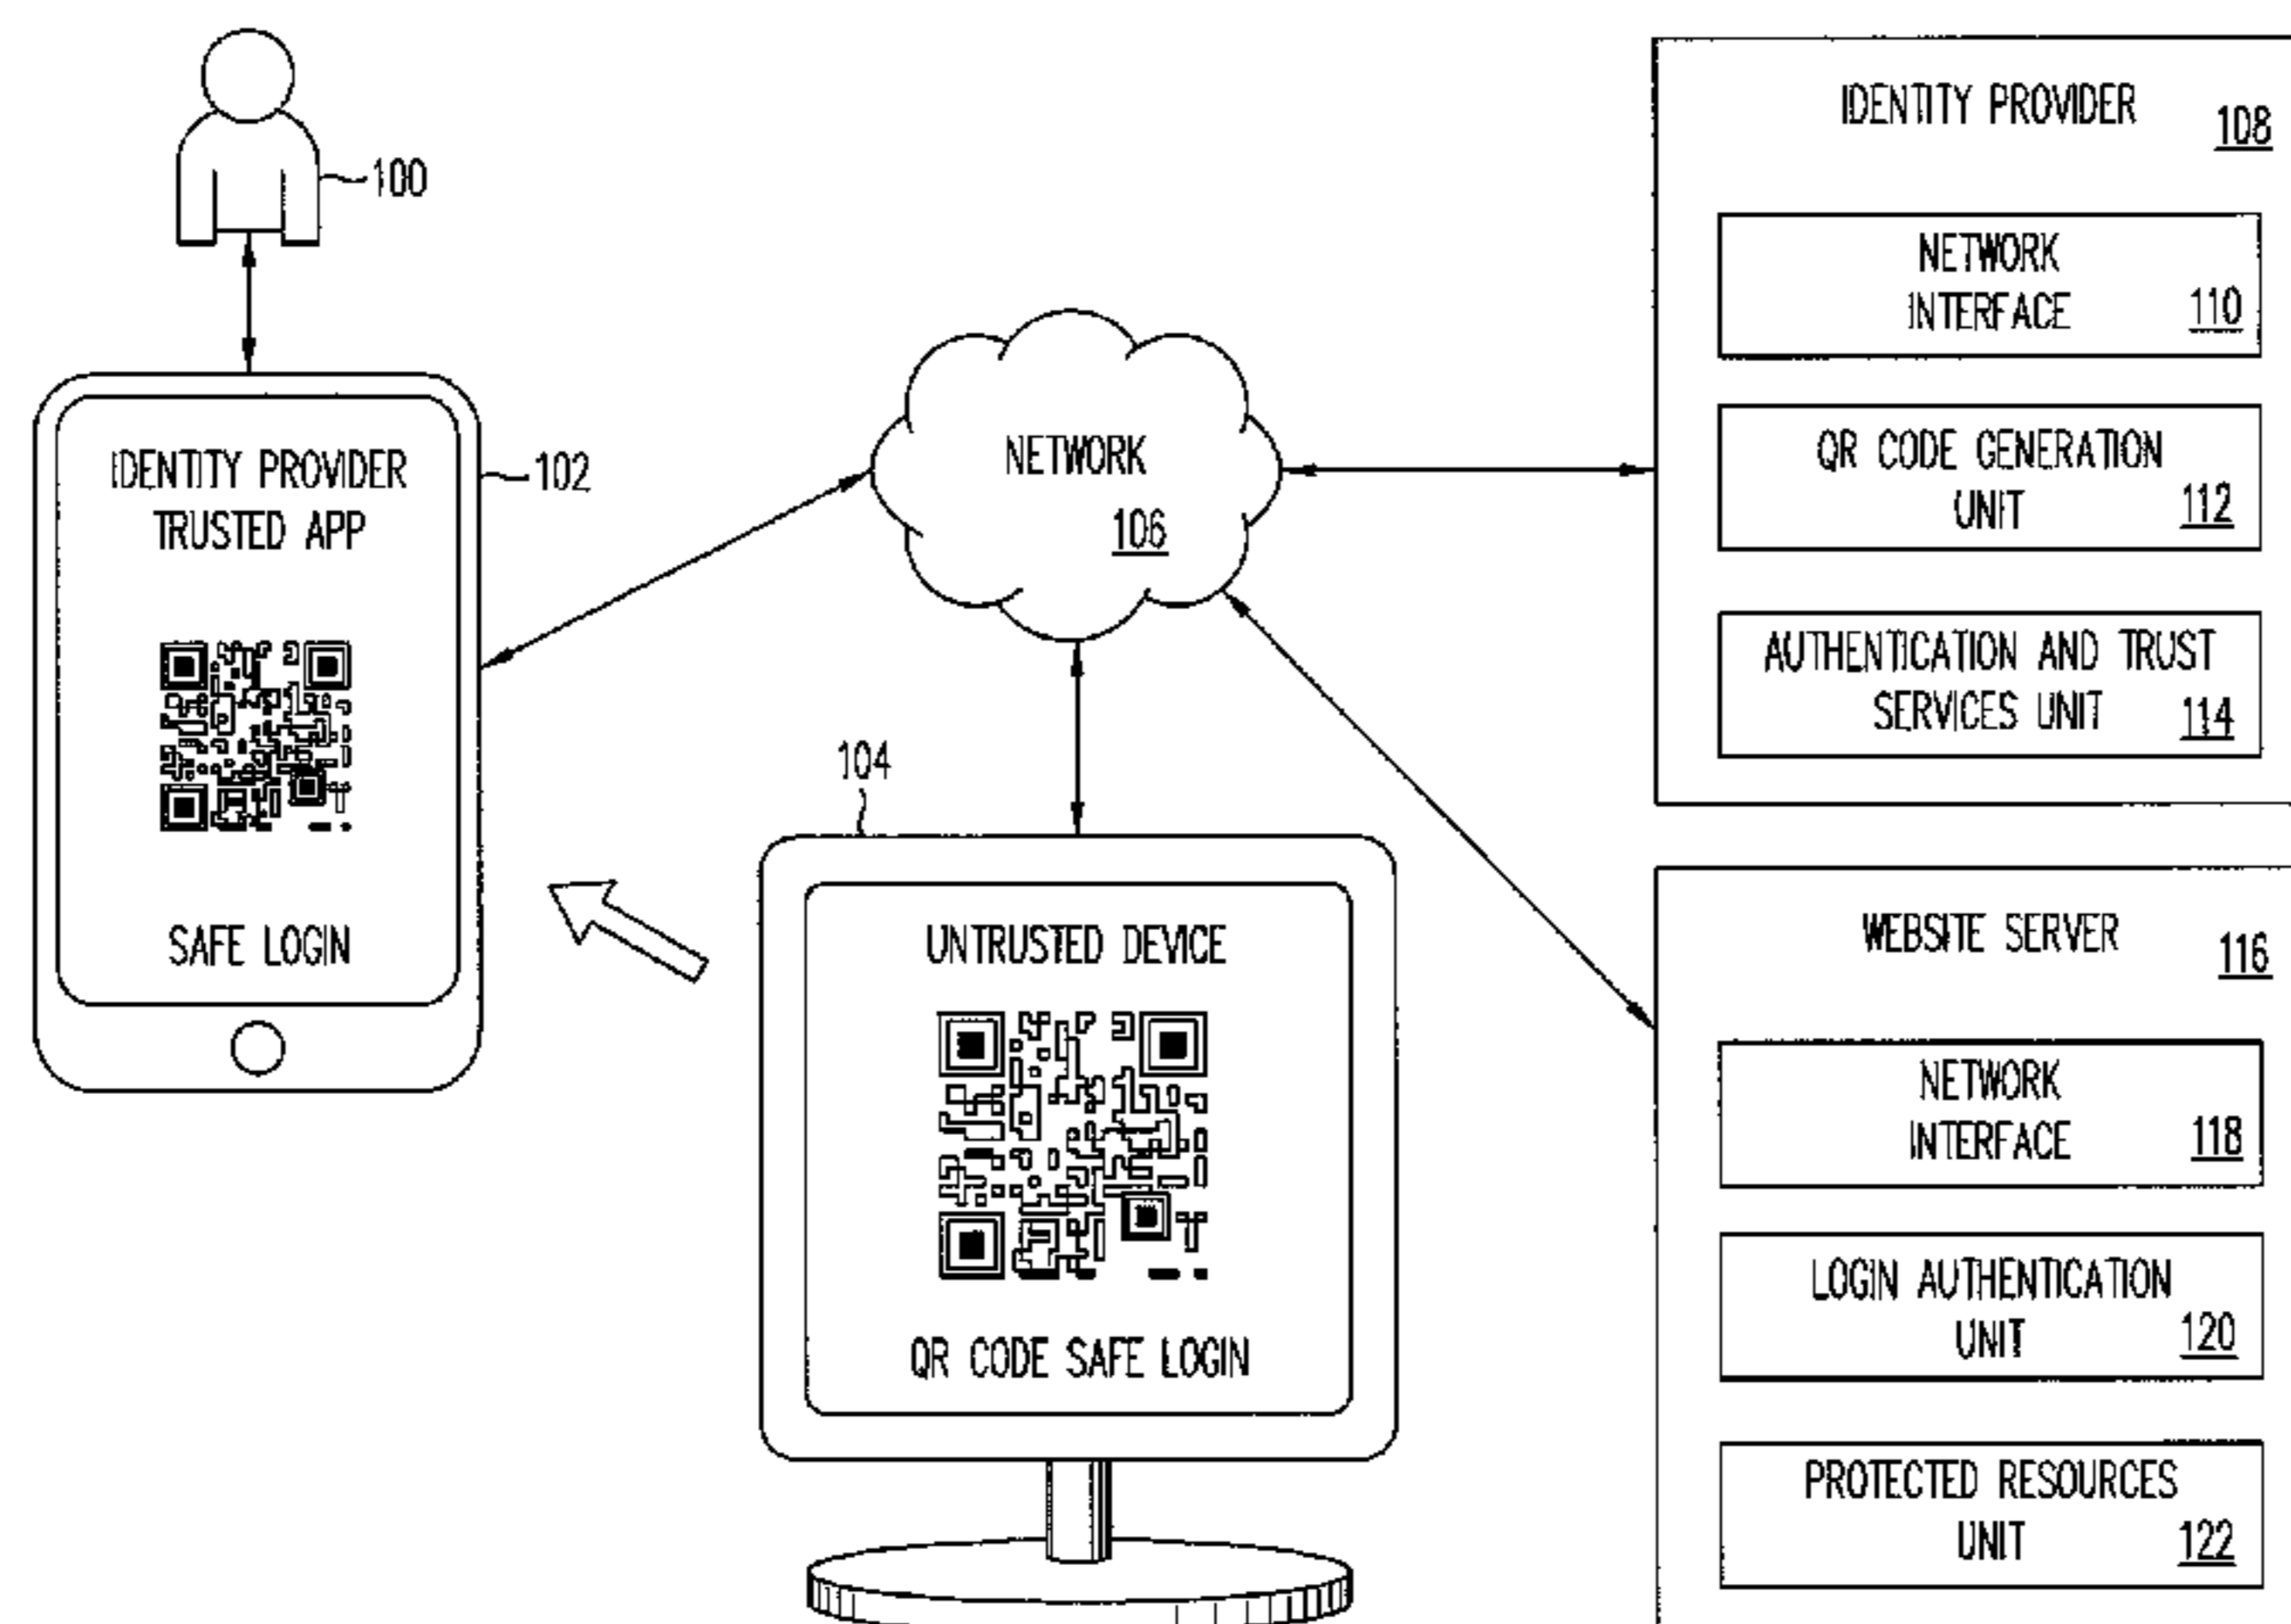 100
IDENTITY PROVIDER
TRUSTED APP
102
SAFE LOGIN
NETWORK
106
104
UNTRUSTED DEVICE
QR CODE SAFE LOGIN
IDENTITY PROVIDER
108
NETWORK
INTERFACE 110
QR CODE GENERATION
UNIT 112
AUTHENTICATION AND TRUST
SERVICES UNIT 114
WEBSITE SERVER
116
NETWORK
INTERFACE 118
LOGIN AUTHENTICATION
UNIT 120
PROTECTED RESOURCES
UNIT 122